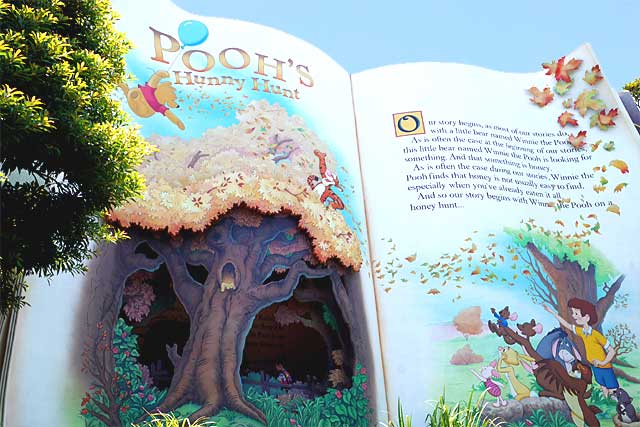 POOH'S
Hunny Hunt
Our story begins, as most of our stories do,
with a little bear named Winnie the Pooh.
As is often the case at the beginning of our stories,
this little bear named Winnie the Pooh is looking for
something. And that something is honey.
As is often the case during our stories, Winnie the
Pooh finds that honey is not usually easy to find,
especially when you've already eaten it all.
And so our story begins with Winnie the Pooh on a
honey hunt...